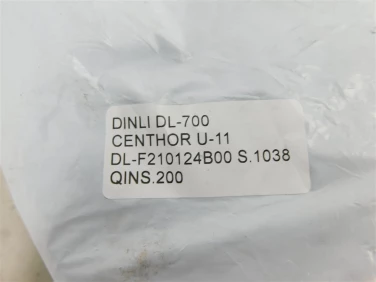 DINLI DL-700
CENTHOR U-11
DL-F210124B00 S.1038
QINS.200